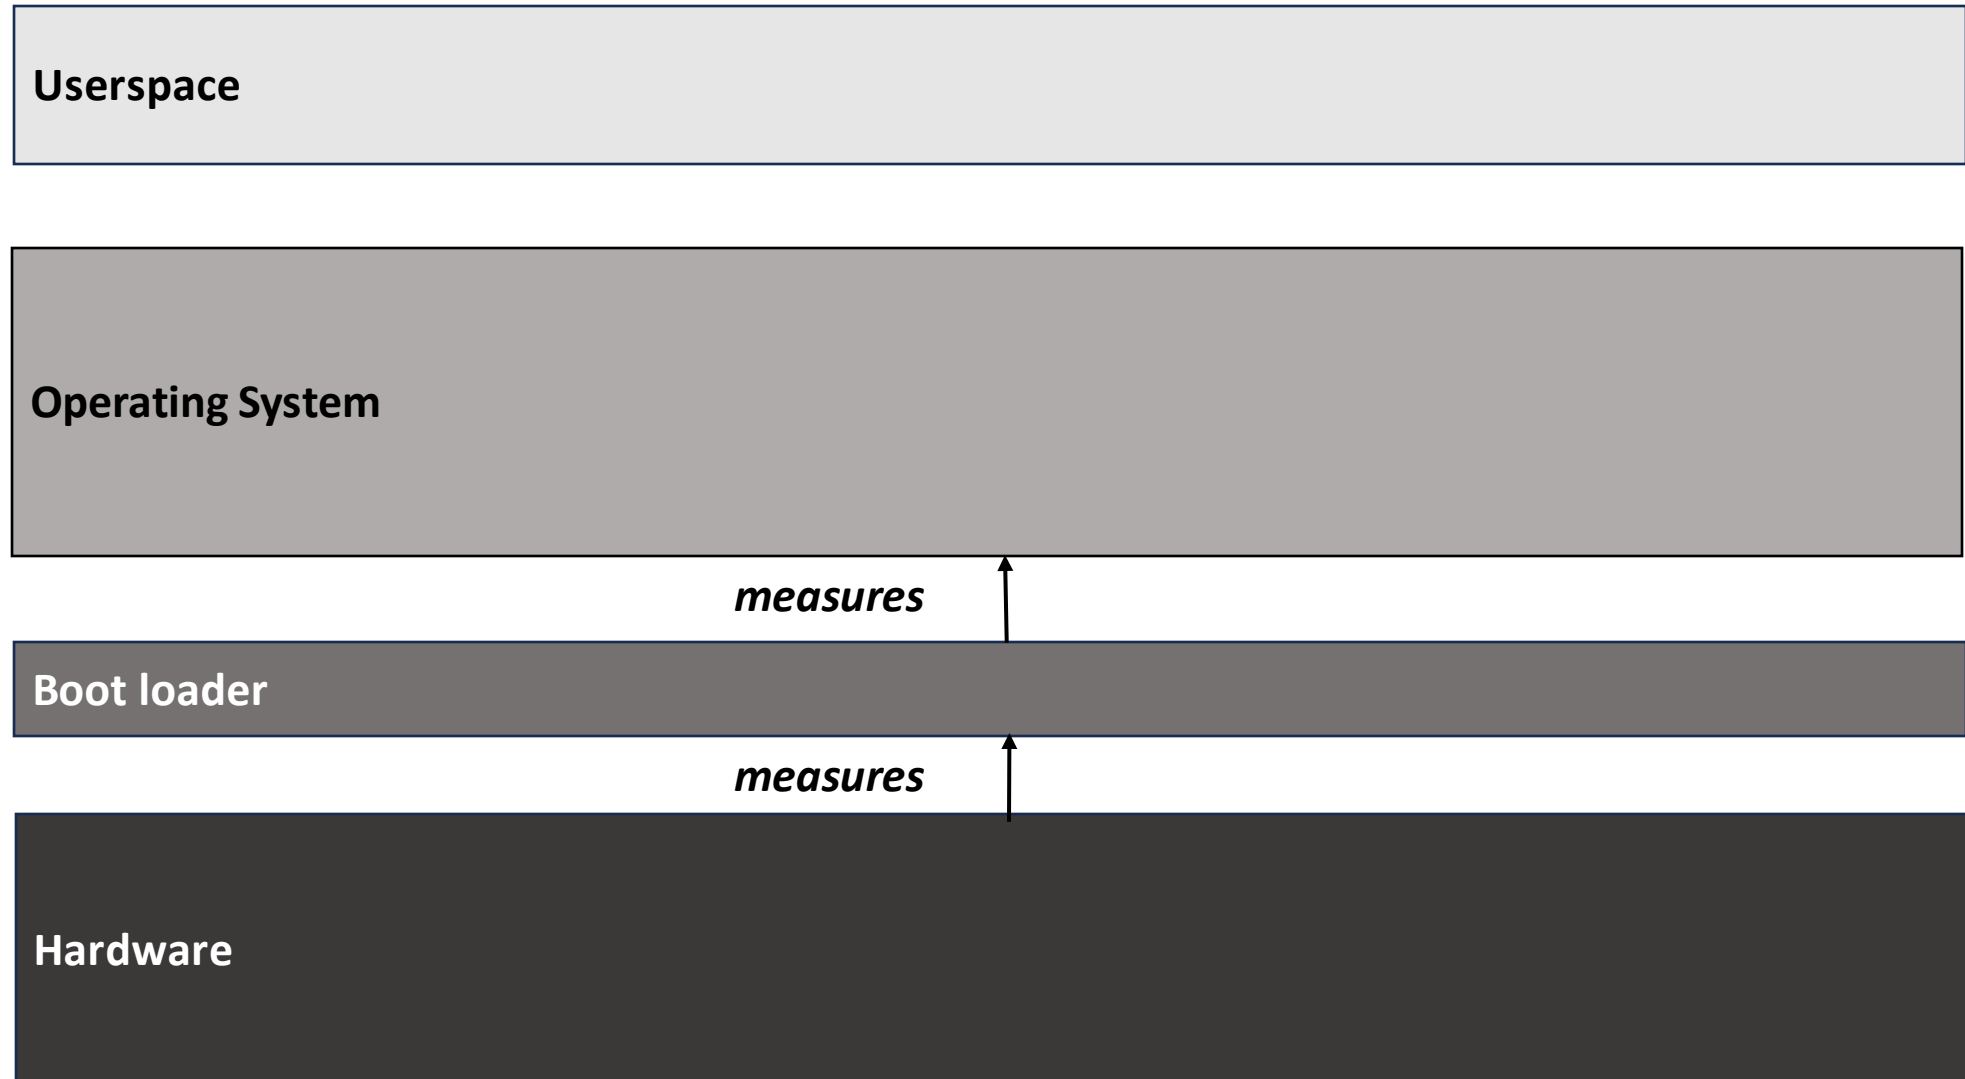 Userspace
Operating System
measures
Boot loader
measures
Hardware